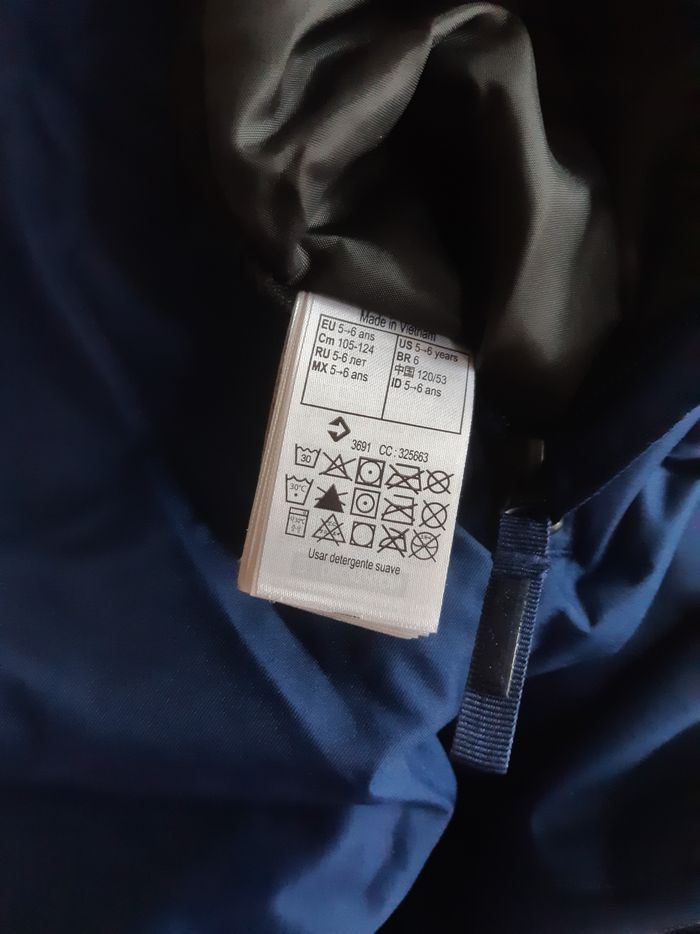 Made in Vietnam
EU 5→6 ans
Cm 105-124
RU 5-6 лет
MX 5→6 ans
US 5→6 years
BR 6
中国 120/53
ID 5→6 ans
3691 CC : 325663
30
30°C
Usar detergente suave